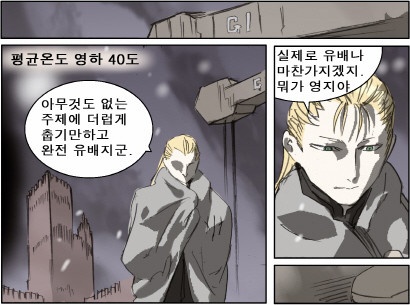 GI
평균온도 영하 40도
아무것도 없는
주제에 더럽게
춥기만하고
완전 유배지군.
실제로 유배나
마찬가지겠지.
뭐가 영지야